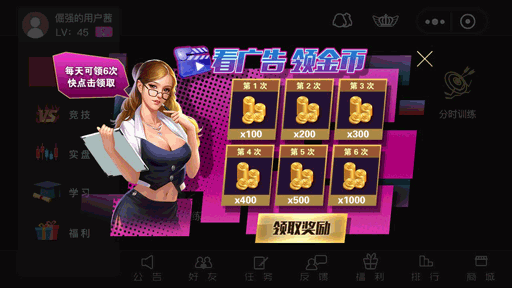 倔强的用户酱
LV: 45
看广告 领金币
每天可领6次
快点击领取
第 1 次
第 2 次
第 3 次
x100
x200
x300
第 4 次
第 5 次
第 6 次
x400
x500
x1000
领取奖励
VS 竞技
实盘
学习
福利
分时训练
公告
好友
任务
反馈
福利
排行
商城